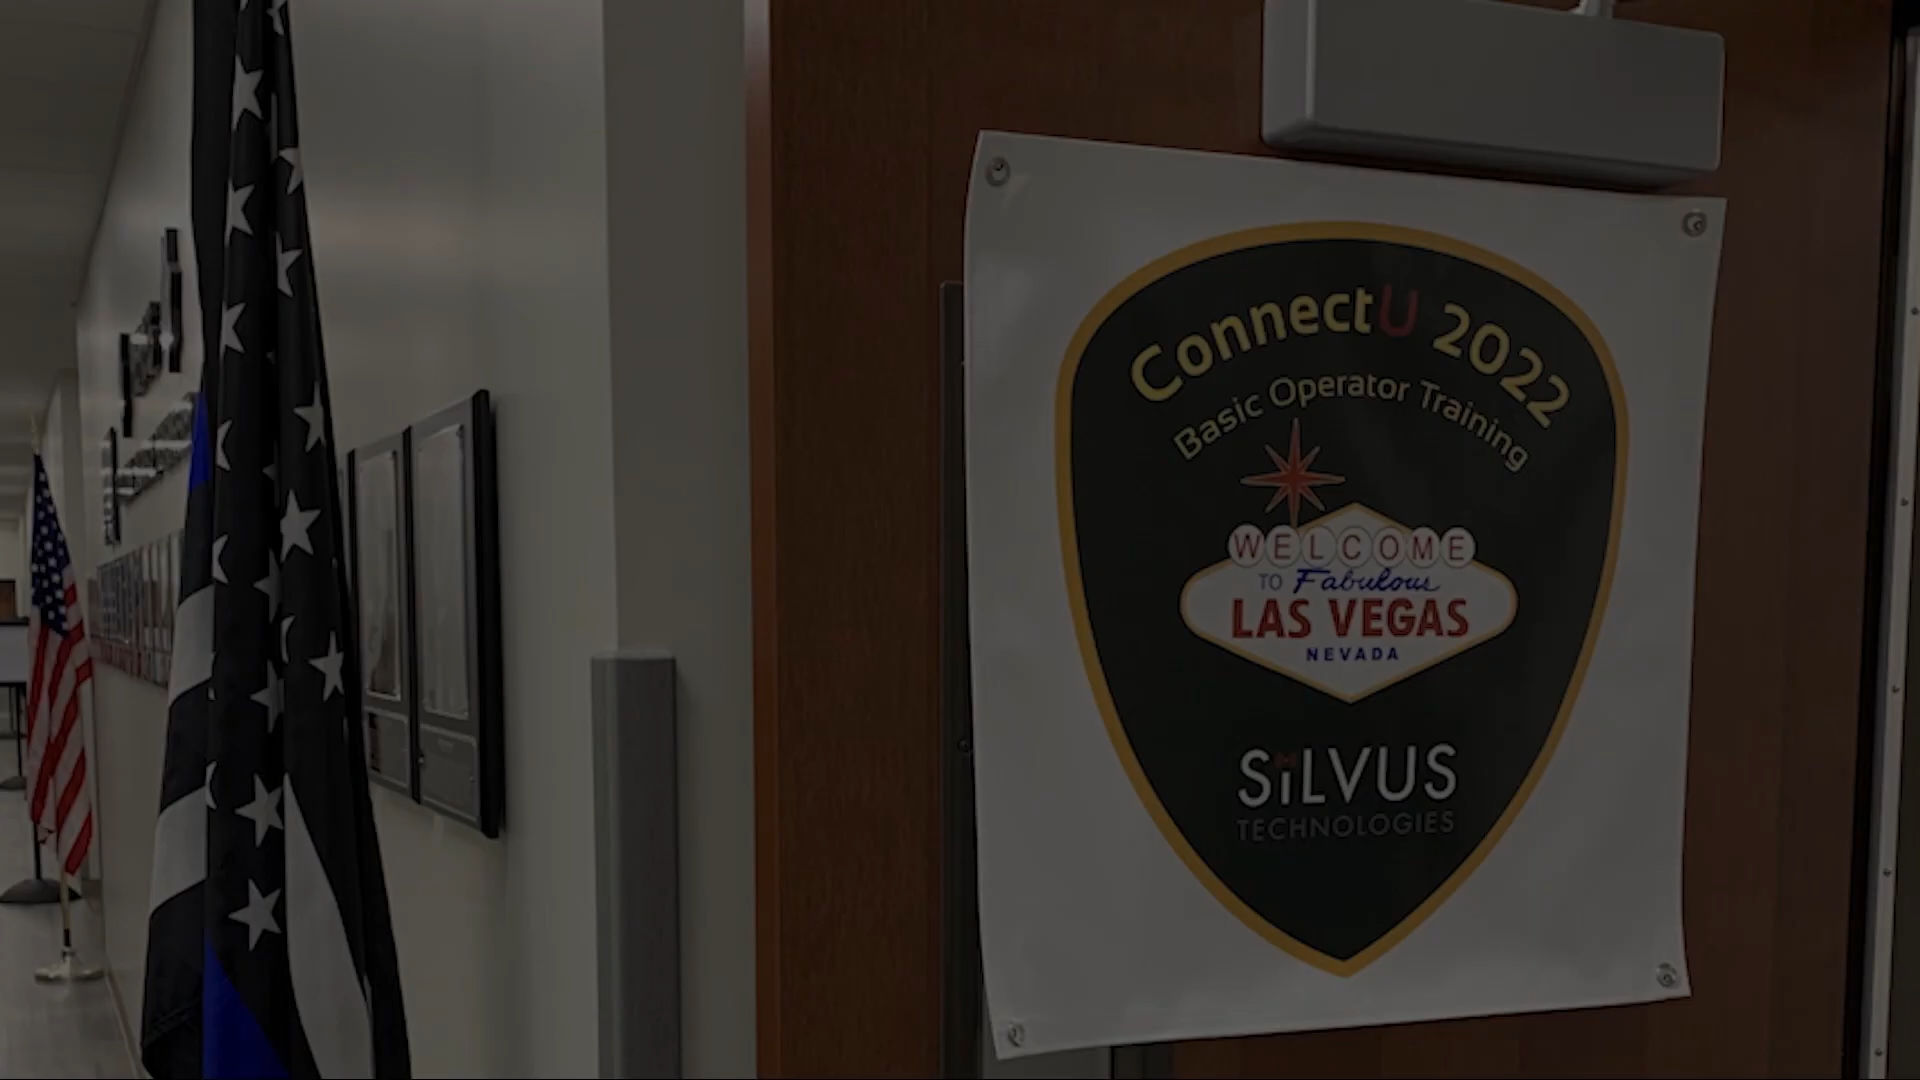 ConnectU 2022
Basic Operator Training
WELCOME
TO Fabulous
LAS VEGAS
NEVADA
SiLVUS
TECHNOLOGIES